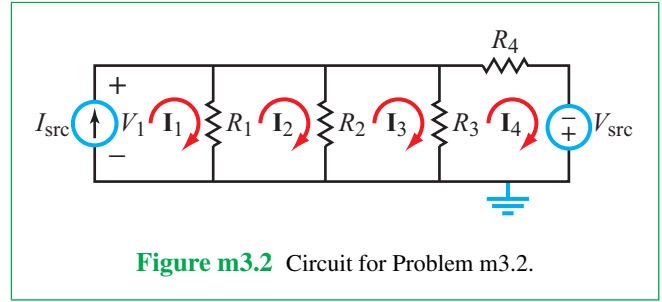 R4
+
Isrc V1 I1 R1 I2 R2 I3 R3 I4 − + Vsrc
−
Figure m3.2 Circuit for Problem m3.2.